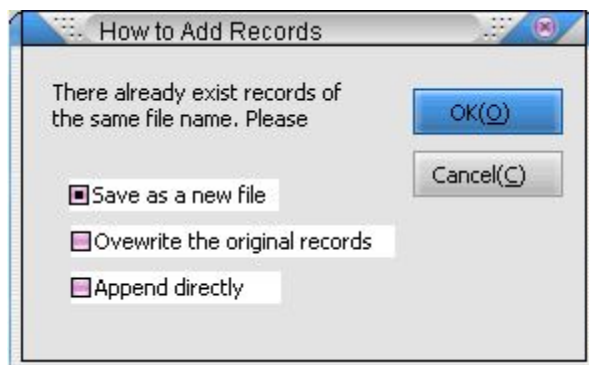 How to Add Records
There already exist records of
the same file name. Please
OK(O)
Cancel(C)
Save as a new file
Ovewrite the original records
Append directly